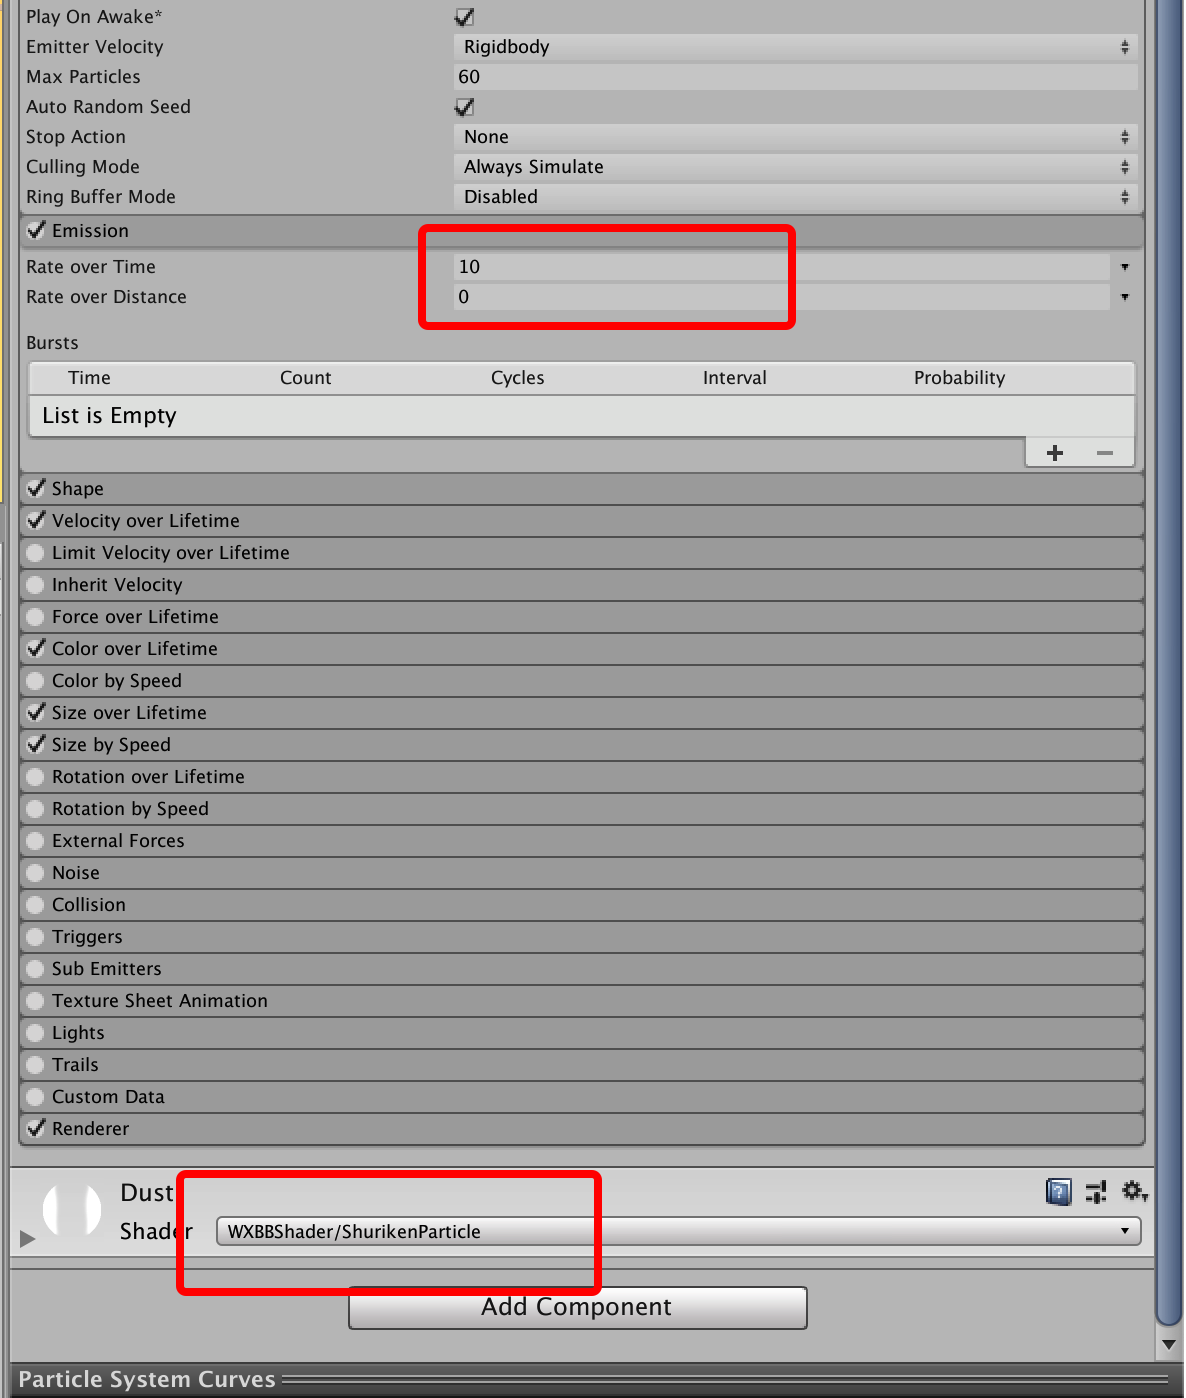 Play On Awake*
Emitter Velocity Rigidbody
Max Particles 60
Auto Random Seed
Stop Action None
Culling Mode Always Simulate
Ring Buffer Mode Disabled
Emission
Rate over Time 10
Rate over Distance 0
Bursts
Time Count Cycles Interval Probability
List is Empty
Shape
Velocity over Lifetime
Limit Velocity over Lifetime
Inherit Velocity
Force over Lifetime
Color over Lifetime
Color by Speed
Size over Lifetime
Size by Speed
Rotation over Lifetime
Rotation by Speed
External Forces
Noise
Collision
Triggers
Sub Emitters
Texture Sheet Animation
Lights
Trails
Custom Data
Renderer
Dust
Shader WXBBShader/ShurikenParticle
Add Component
Particle System Curves